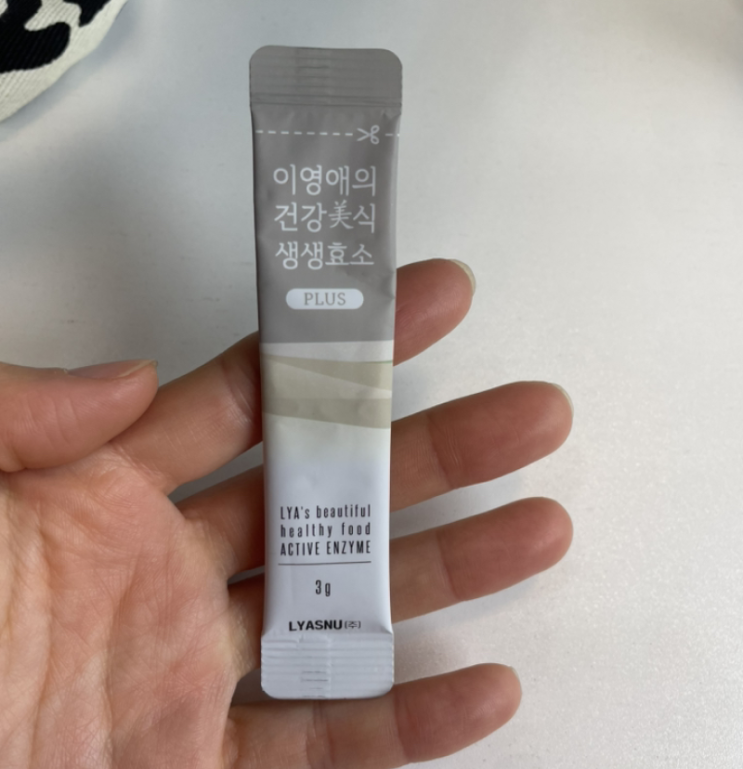 이영애의
건강美식
생생효소
PLUS
LYA's beautiful
healthy food
ACTIVE ENZYME
3g
LYASNU(주)